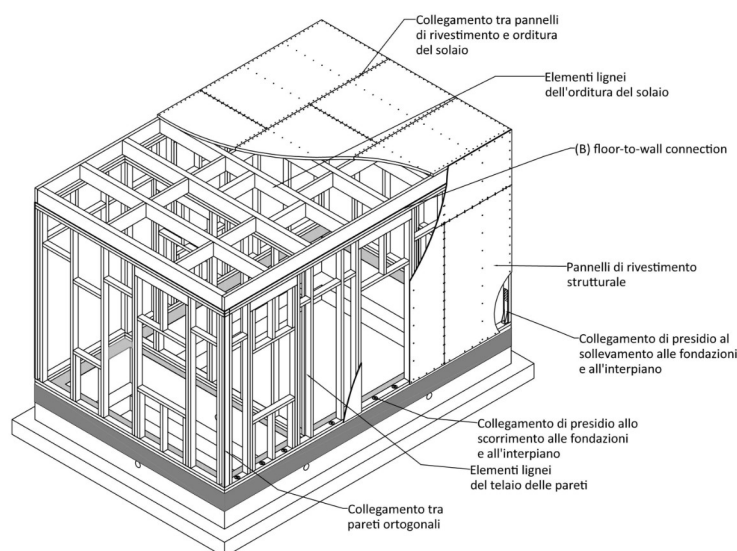 Collegamento tra pannelli
di rivestimento e orditura
del solaio
Elementi lignei
dell'orditura del solaio
(B) floor-to-wall connection
Pannelli di rivestimento
strutturale
Collegamento di presidio al
sollevamento alle fondazioni
e all'interpiano
Collegamento di presidio allo
scorrimento alle fondazioni
e all'interpiano
Elementi lignei
del telaio delle pareti
Collegamento tra
pareti ortogonali